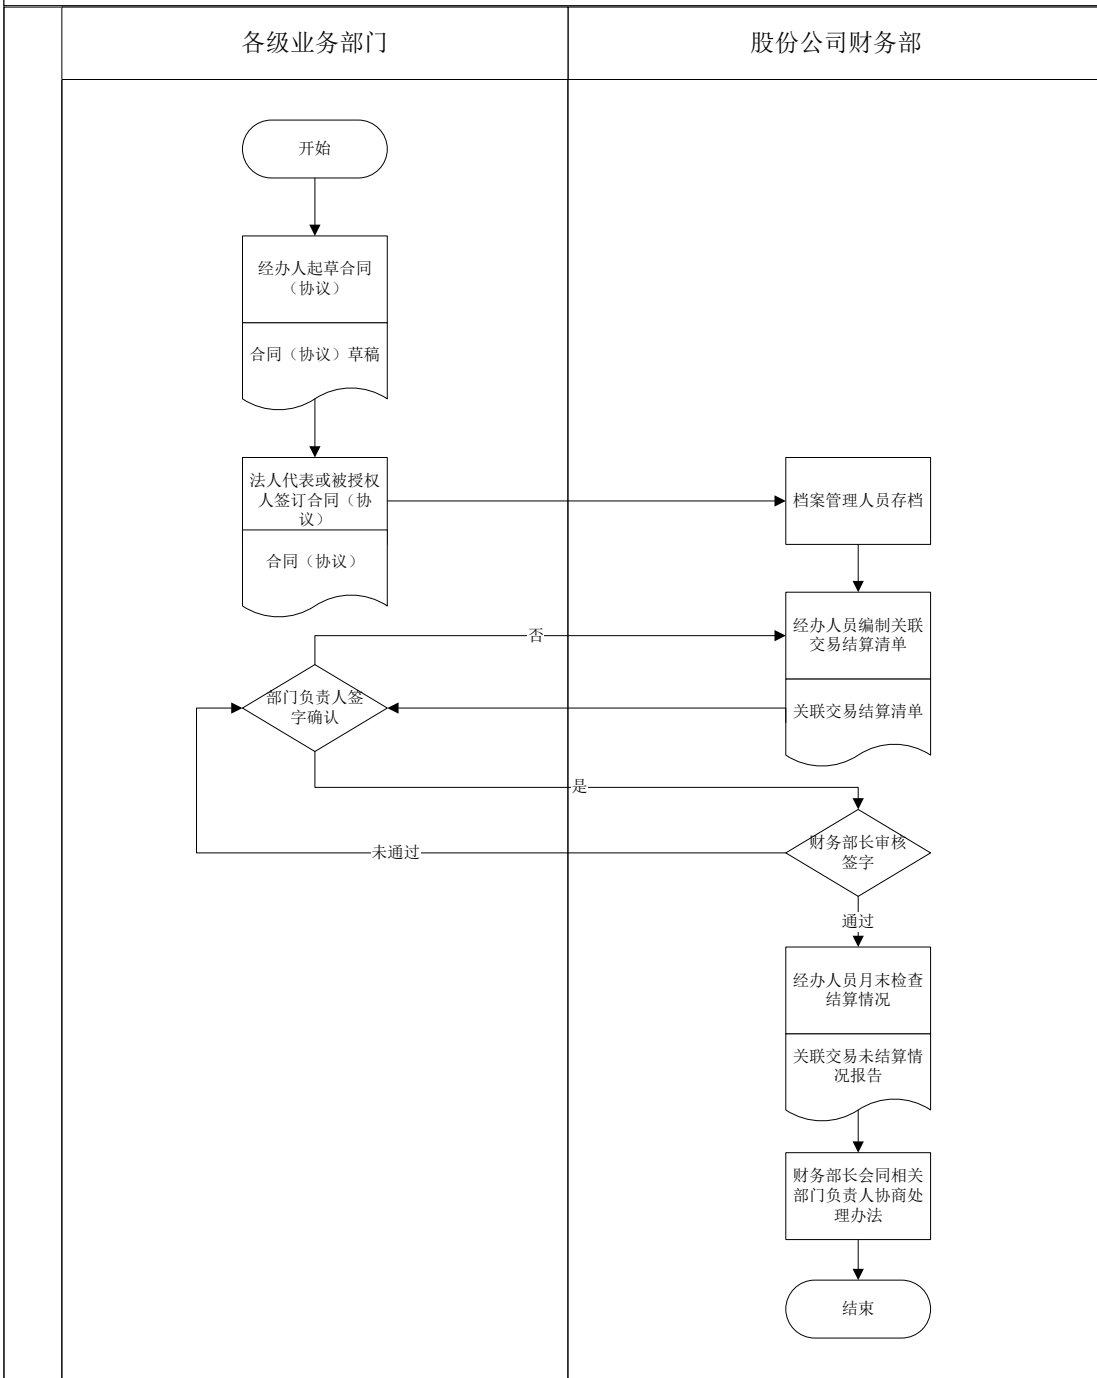 各级业务部门
股份公司财务部
开始
经办人起草合同
（协议）
合同（协议）草稿
法人代表或被授权
人签订合同（协
议）
合同（协议）
档案管理人员存档
经办人员编制关联
交易结算清单
关联交易结算清单
否
部门负责人签
字确认
是
财务部长审核
签字
未通过
通过
经办人员月末检查
结算情况
关联交易未结算情
况报告
财务部长会同相关
部门负责人协商处
理办法
结束